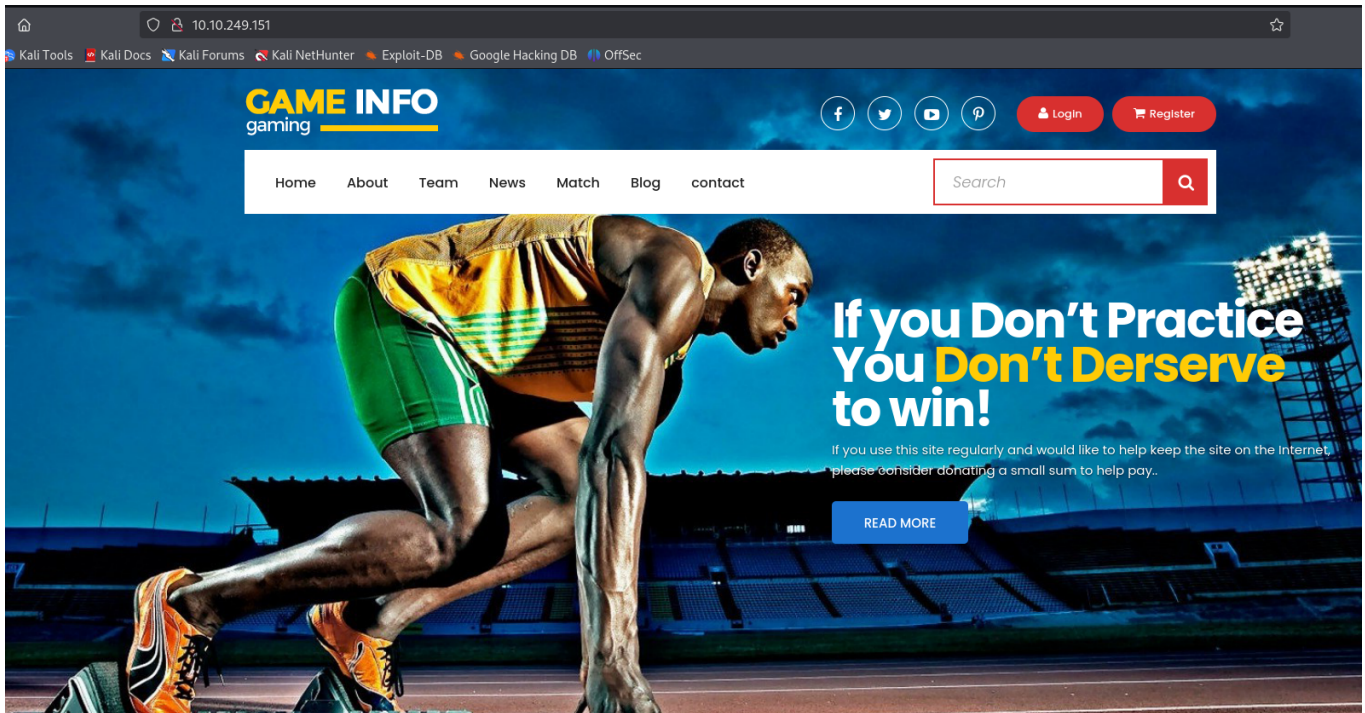 10.10.249.151
Kali Tools Kali Docs Kali Forums Kali NetHunter Exploit-DB Google Hacking DB OffSec
GAME INFO
gaming
Login Register
Home About Team News Match Blog contact
Search
If you Don't Practice
You Don't Derserve
to win!
If you use this site regularly and would like to help keep the site on the Internet,
please consider donating a small sum to help pay..
READ MORE